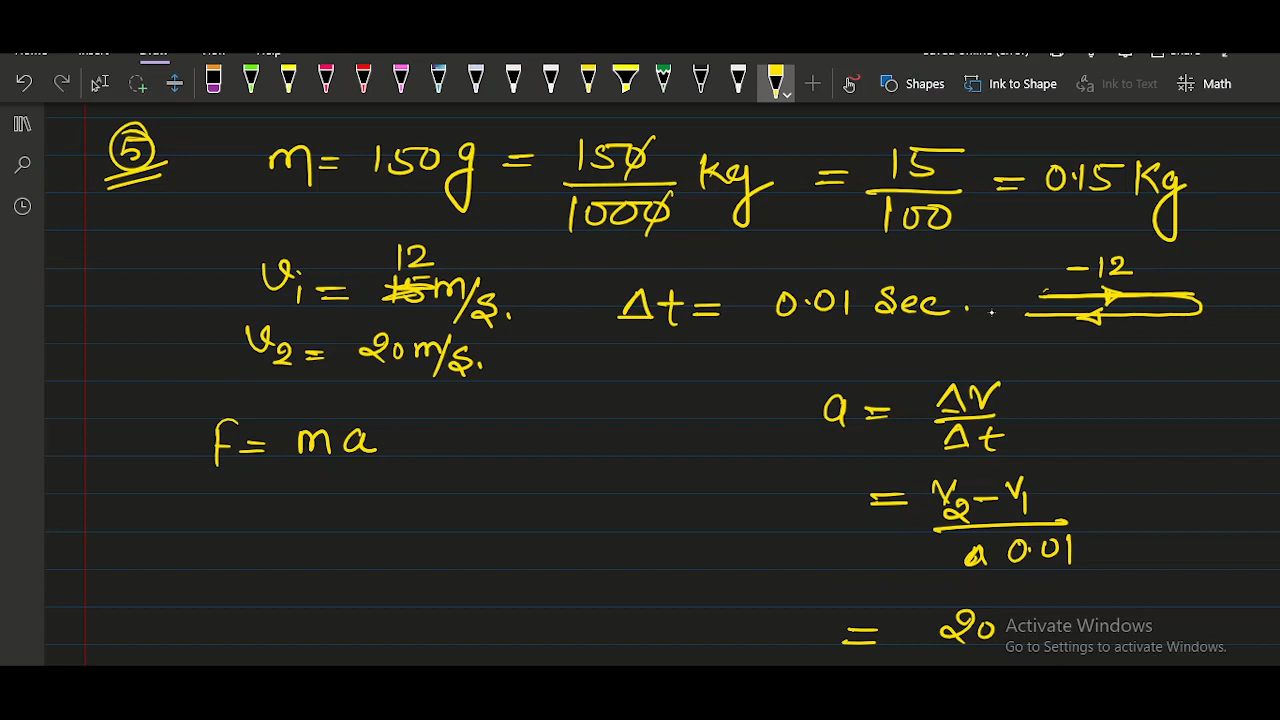 Ink to Shape
Shapes
Ink to Text
Math
⑤ m = 150g = 150/1000 kg = 15/100 = 0.15 Kg
v₁ = 12 m/s.
Δt = 0.01 Sec.
-12
v₂ = 20 m/s.
F = ma
a = Δv/Δt
= v₂ - v₁/0.01
= 20
Activate Windows
Go to Settings to activate Windows.